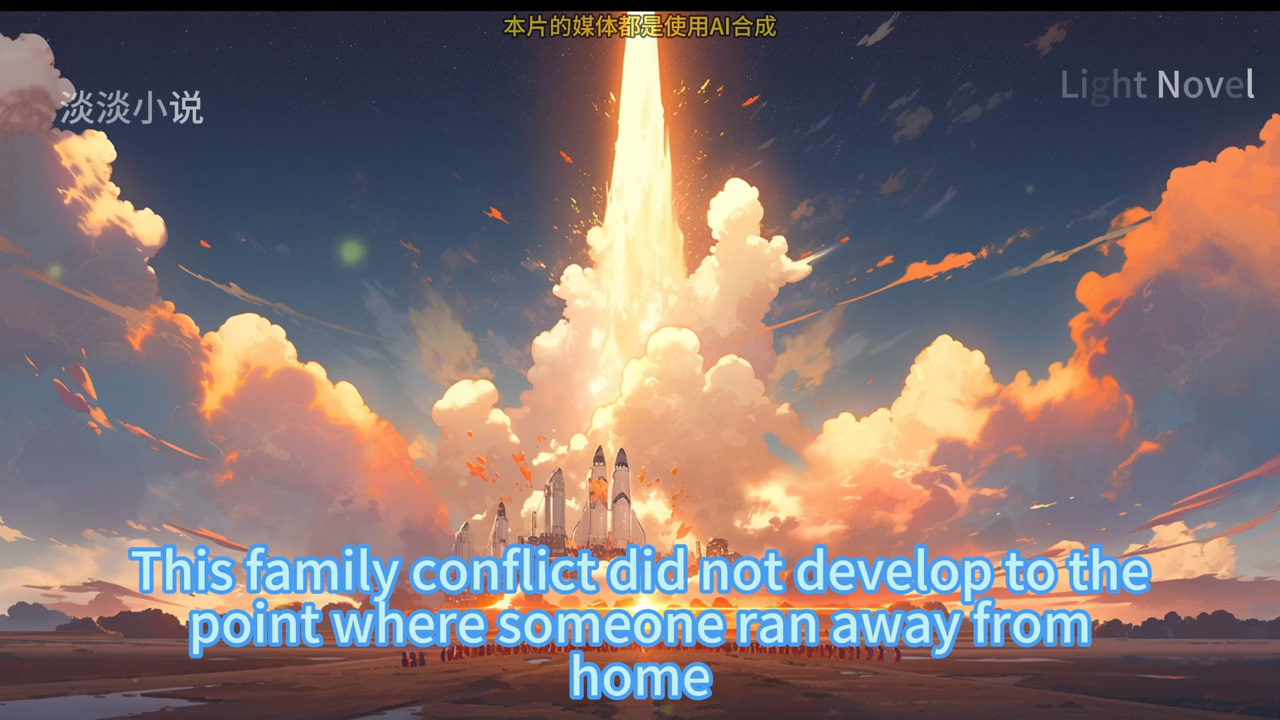 本片的媒体都是使用AI合成
淡淡小说
Light Novel
This family conflict did not develop to the
point where someone ran away from
home